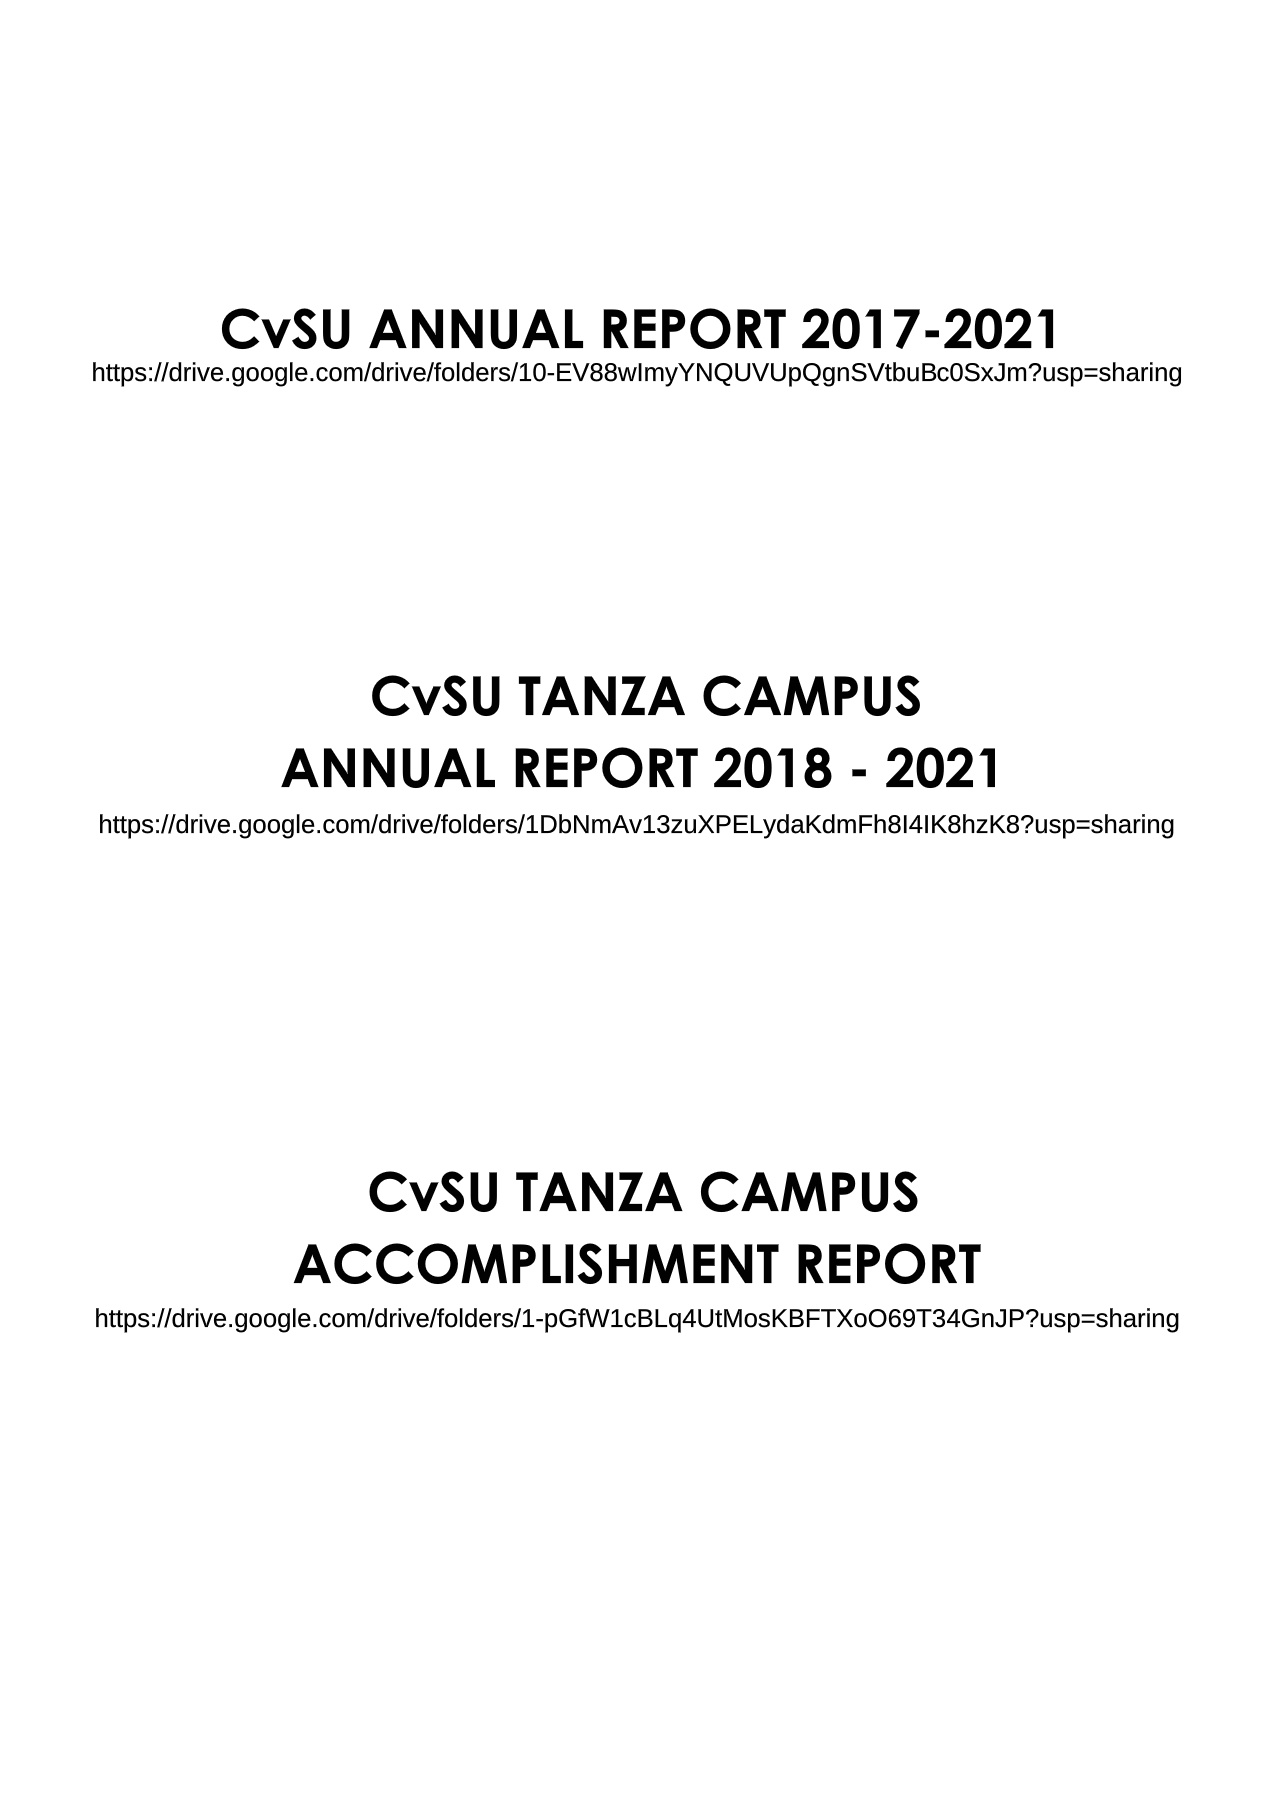 CvSU ANNUAL REPORT 2017-2021
https://drive.google.com/drive/folders/10-EV88wImyYNQUVUpQgnSVtbuBc0SxJm?usp=sharing
CvSU TANZA CAMPUS
ANNUAL REPORT 2018 - 2021
https://drive.google.com/drive/folders/1DbNmAv13zuXPELydaKdmFh8I4IK8hzK8?usp=sharing
CvSU TANZA CAMPUS
ACCOMPLISHMENT REPORT
https://drive.google.com/drive/folders/1-pGfW1cBLq4UtMosKBFTXoO69T34GnJP?usp=sharing